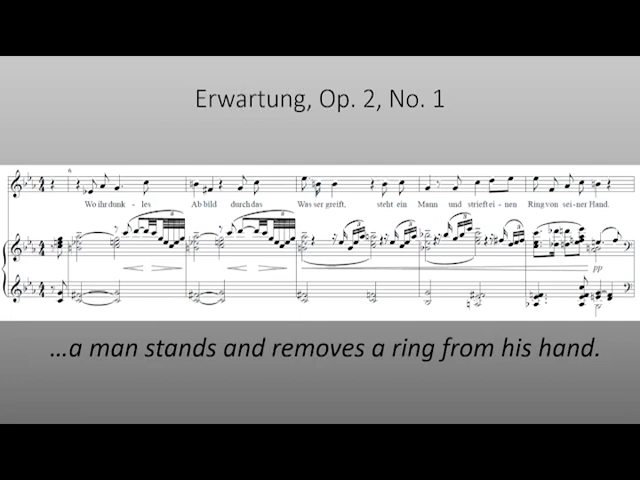 Erwartung, Op. 2, No. 1
6
Wo ihr dunk - les Ab bild durch das Was ser greift, steht ein Mann und streift ei - nen Ring von sei - ner Hand.
pp
...a man stands and removes a ring from his hand.